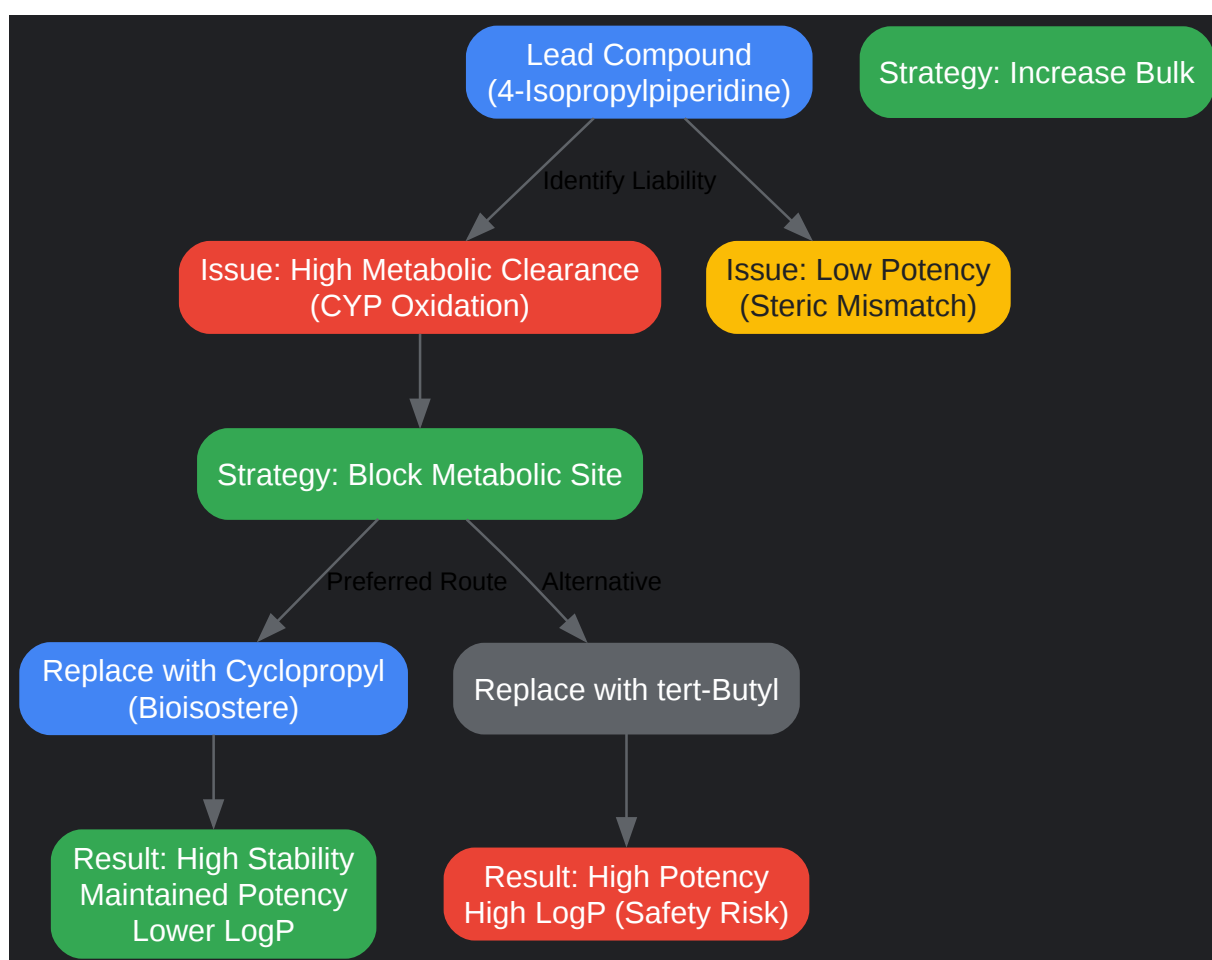 Lead Compound
(4-Isopropylpiperidine)
Strategy: Increase Bulk
Identify Liability
Issue: High Metabolic Clearance
(CYP Oxidation)
Issue: Low Potency
(Steric Mismatch)
Strategy: Block Metabolic Site
Preferred Route
Alternative
Replace with Cyclopropyl
(Bioisostere)
Replace with tert-Butyl
Result: High Stability
Maintained Potency
Lower LogP
Result: High Potency
High LogP (Safety Risk)